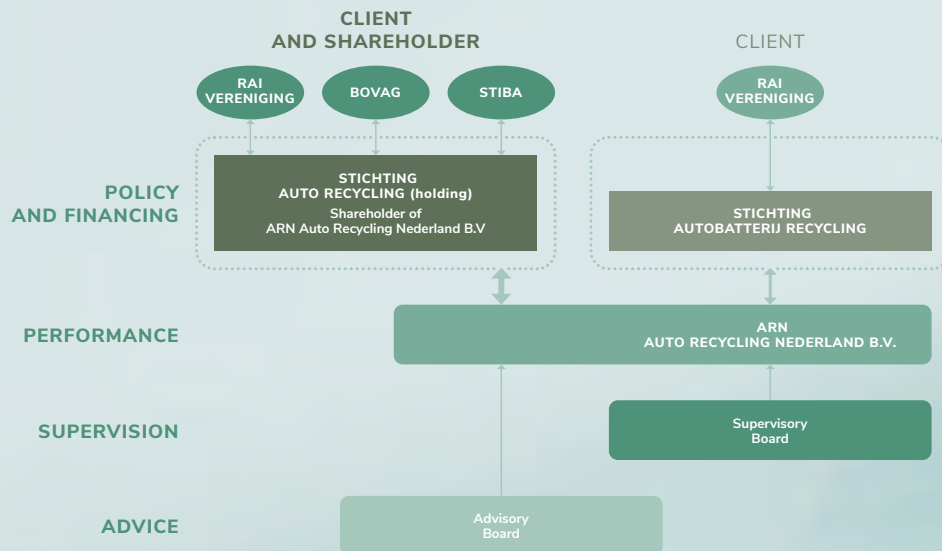 CLIENT
AND SHAREHOLDER
CLIENT
RAI
VERENIGING
BOVAG
STIBA
RAI
VERENIGING
POLICY
AND FINANCING
STICHTING
AUTO RECYCLING (holding)
Shareholder of
ARN Auto Recycling Nederland B.V
STICHTING
AUTOBATTERIJ RECYCLING
PERFORMANCE
ARN
AUTO RECYCLING NEDERLAND B.V.
SUPERVISION
Supervisory
Board
ADVICE
Advisory
Board